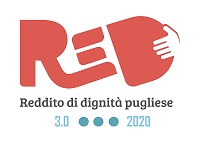 RED
Reddito di dignità pugliese
3.0 ●●● 2020